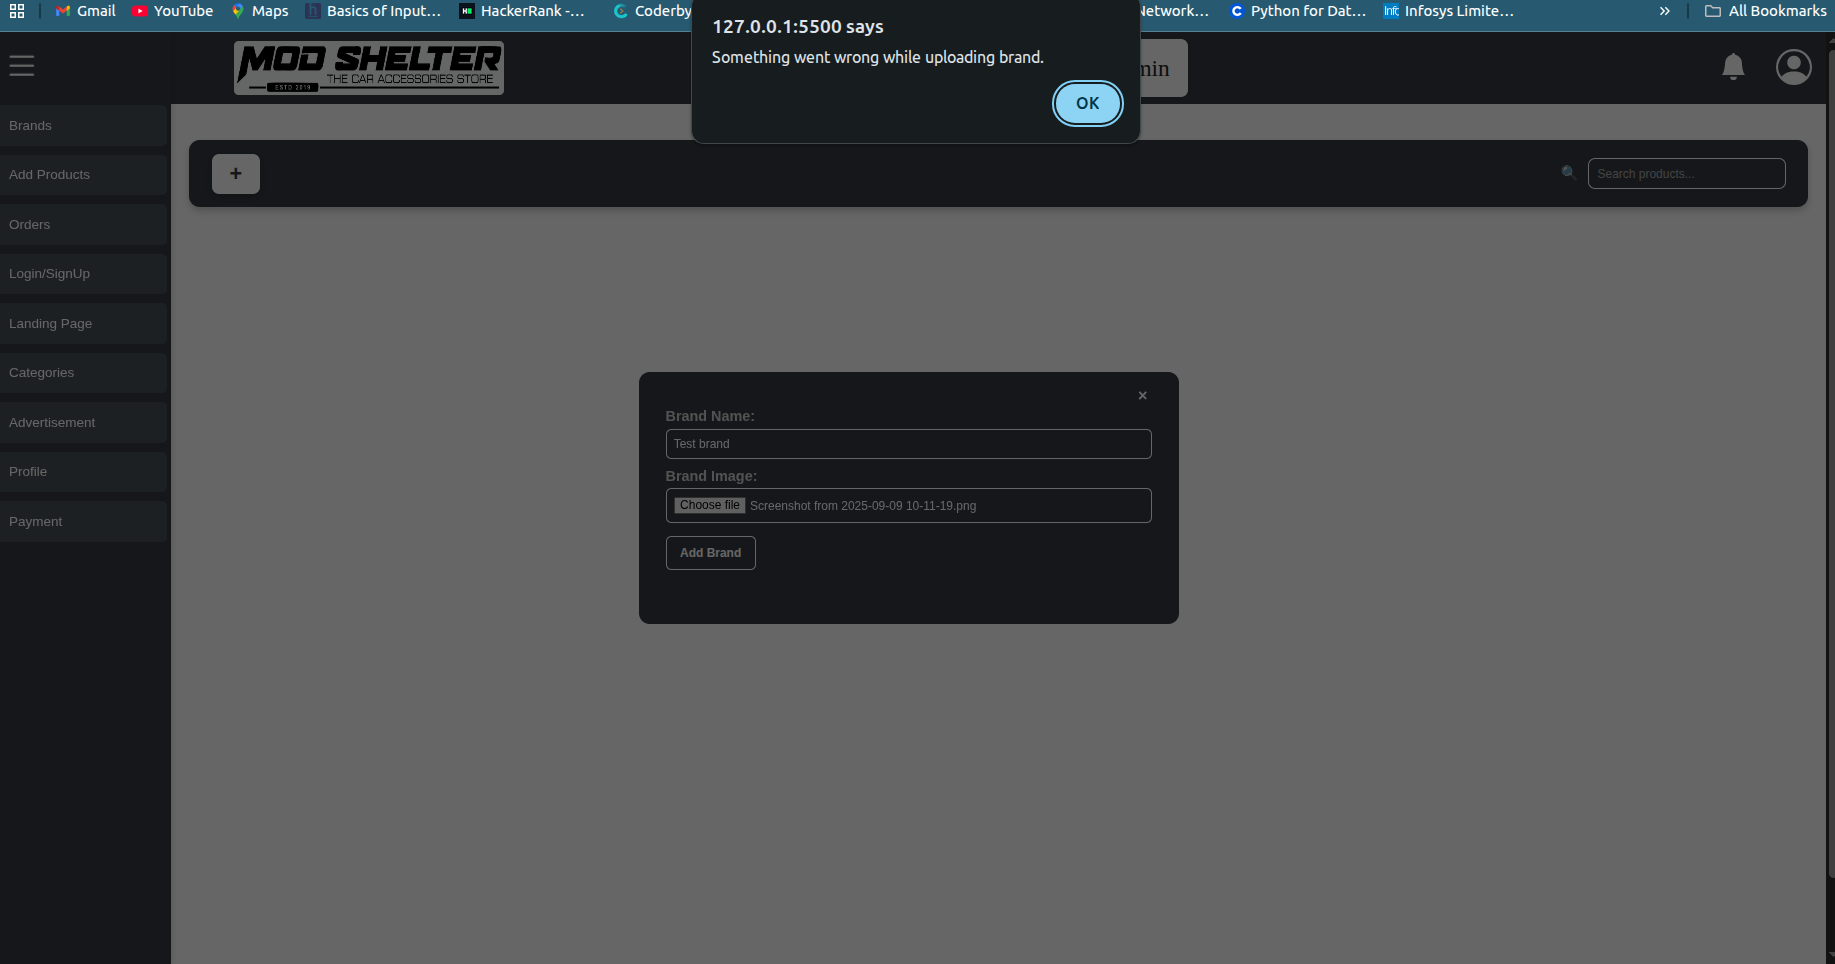 Gmail
YouTube
Maps
Basics of Input...
HackerRank -...
Coderby
Network...
Python for Dat...
Infosys Limite...
All Bookmarks
127.0.0.1:5500 says
Something went wrong while uploading brand.
OK
MOD SHELTER
THE CAR ACCESSORIES STORE
ESTD 2019
min
Brands
Add Products
Orders
Login/SignUp
Landing Page
Categories
Advertisement
Profile
Payment
+
Search products...
×
Brand Name:
Test brand
Brand Image:
Choose file Screenshot from 2025-09-09 10-11-19.png
Add Brand